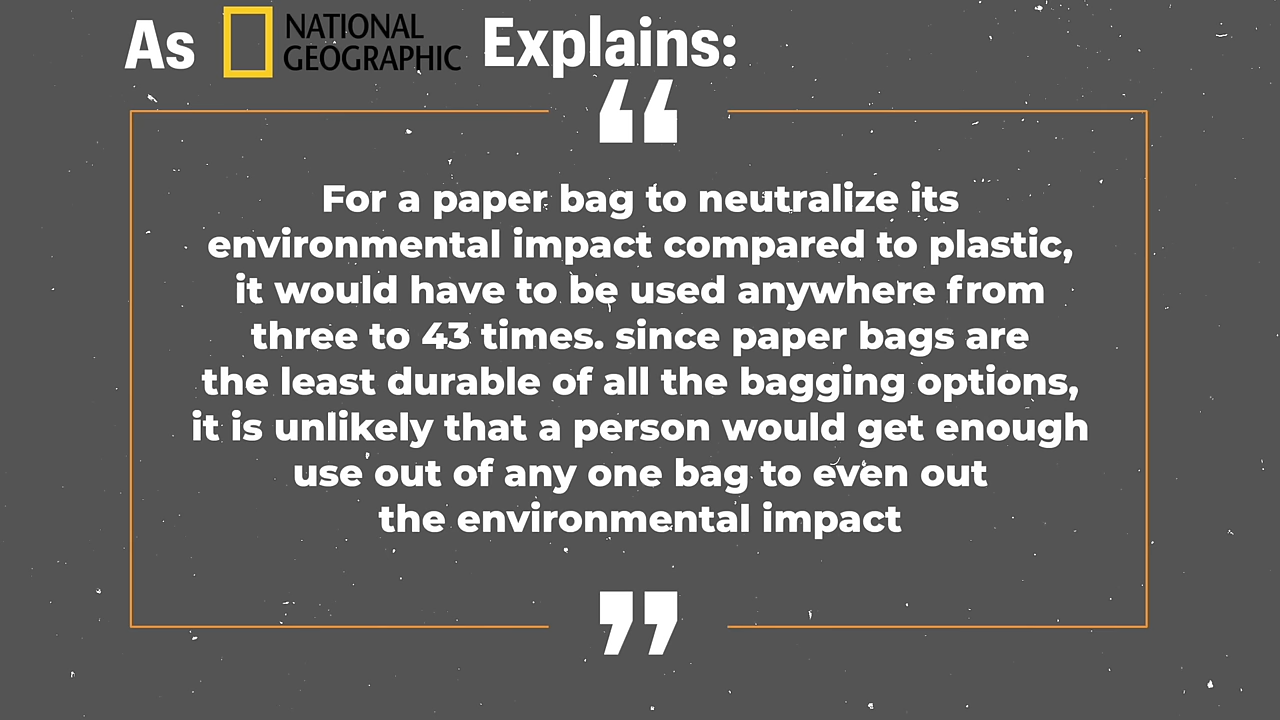 As NATIONAL GEOGRAPHIC Explains:
“
For a paper bag to neutralize its
environmental impact compared to plastic,
it would have to be used anywhere from
three to 43 times. since paper bags are
the least durable of all the bagging options,
it is unlikely that a person would get enough
use out of any one bag to even out
the environmental impact
”